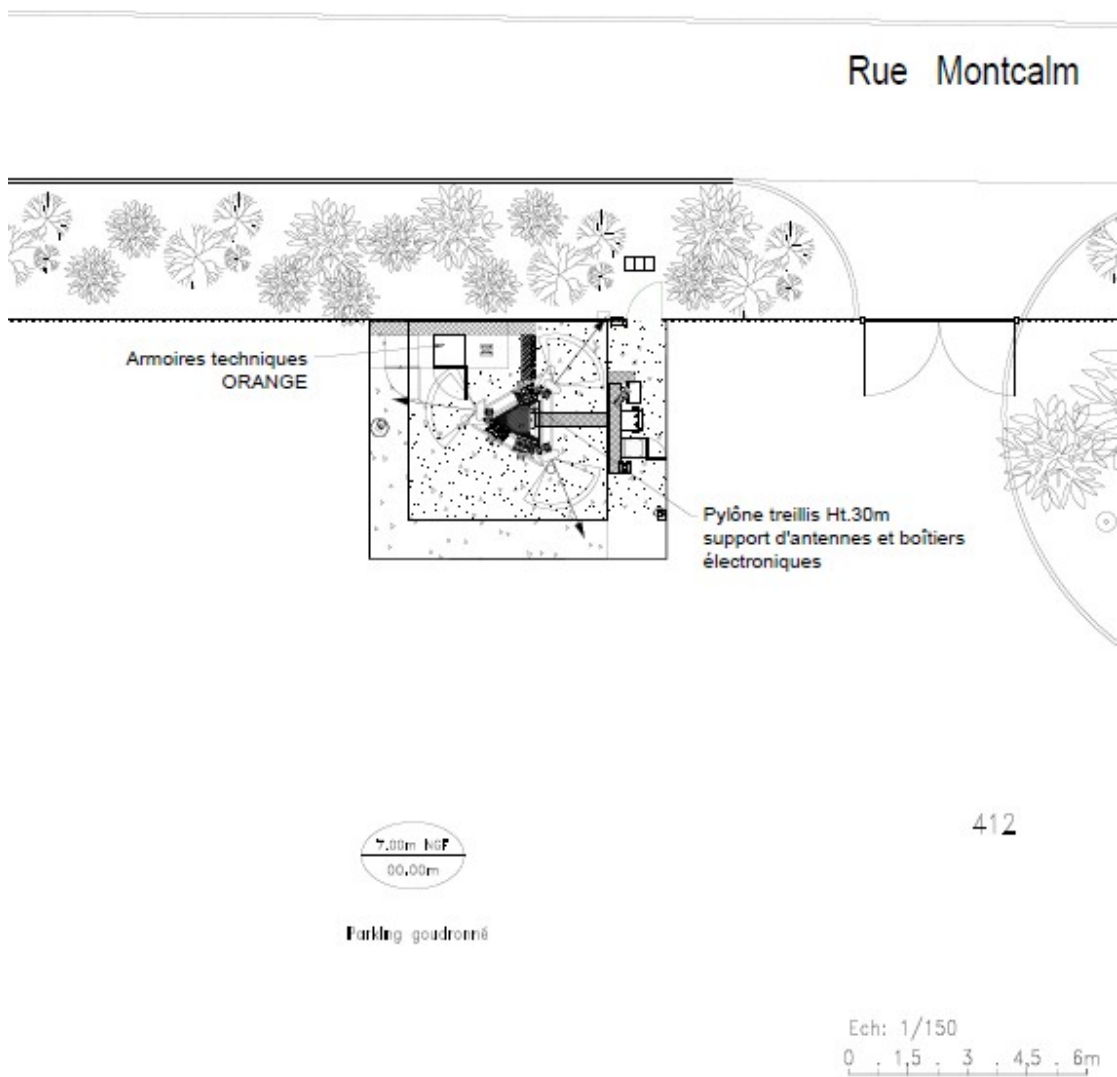 Rue Montcalm
Armoires techniques
ORANGE
Pylône treillis Ht.30m
support d'antennes et boîtiers
électroniques
412
7.00m NGF
00.00m
Parking goudronné
Ech: 1/150
0 . 1,5 . 3 . 4,5 . 6m